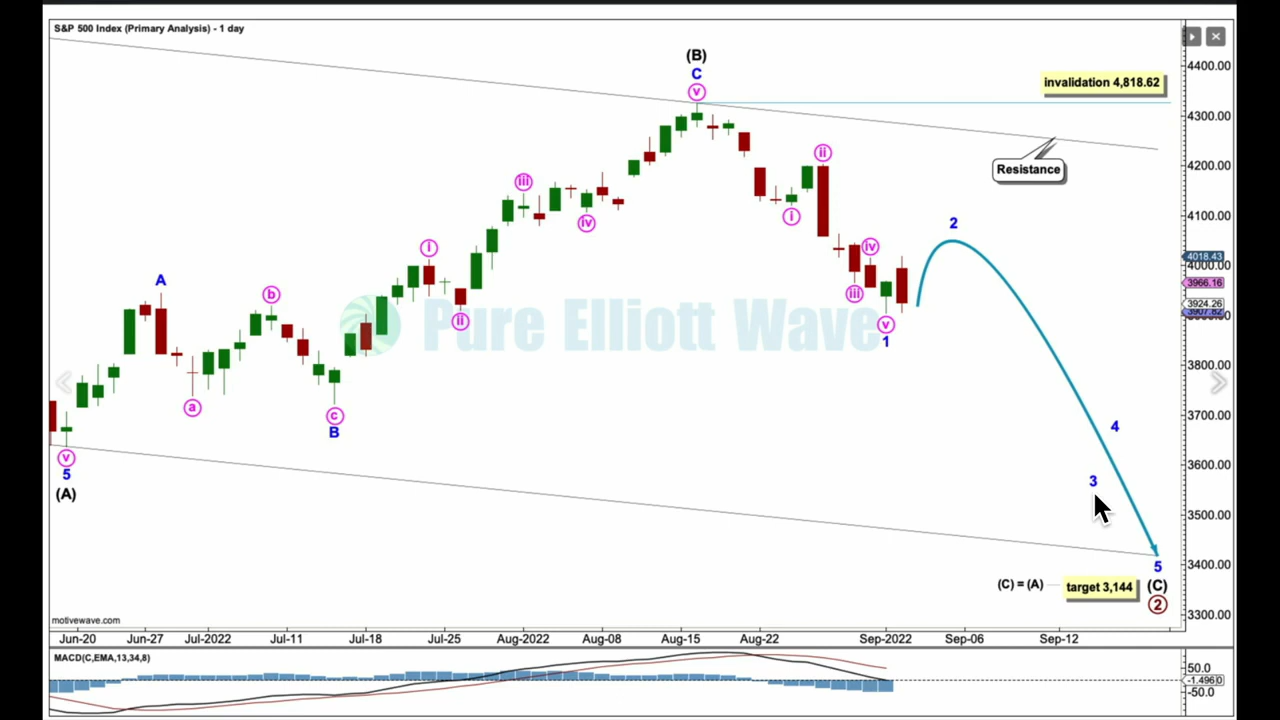 S&P 500 Index (Primary Analysis) - 1 day
(B)
C
v
invalidation 4,818.62
Resistance
4400.00
4300.00
4200.00
4100.00
4018.43
4000.00
3966.16
3924.26
3907.82
3800.00
3700.00
3600.00
3500.00
3400.00
3300.00
iii
ii
iv
i
i
iv
2
A
b
ii
iii
Pure Elliott Wave
v
1
a
c
B
4
v
5
(A)
3
5
(C) = (A)
target 3,144
(C)
2
motivewave.com
Jun-20 Jun-27 Jul-2022 Jul-11 Jul-18 Jul-25 Aug-2022 Aug-08 Aug-15 Aug-22 Sep-2022 Sep-06 Sep-12
MACD(C,EMA,13,34,8)
50.0
-1.4960
-50.0